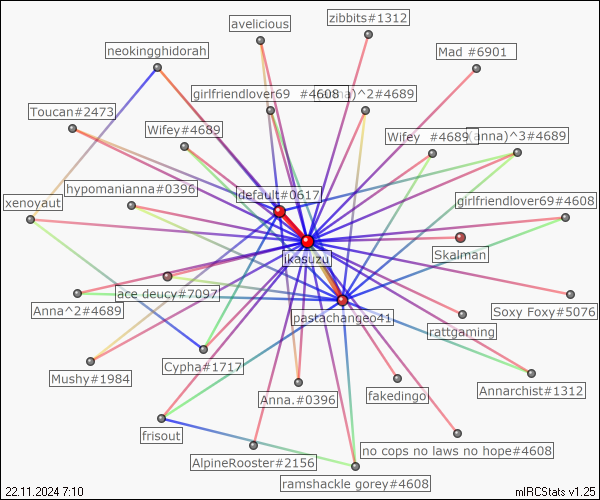 zibbits#1312
avelicious
neokingghidorah
Mad #6901
girlfriendlover69 #4608
na)^2#4689
Toucan#2473
Wifey#4689
Wifey #4689
(anna)^3#4689
hypomanianna#0396
default#0617
xenoyaut
girlfriendlover69#4608
ikasuzu
Skalman
ace deucy#7097
Anna^2#4689
pastachangeo41
Soxy Foxy#5076
rattgaming
Cypha#1717
Mushy#1984
Anna.#0396
fakedingo
Annarchist#1312
frisout
no cops no laws no hope#4608
AlpineRooster#2156
ramshackle gorey#4608
22.11.2024 7:10
mIRCStats v1.25